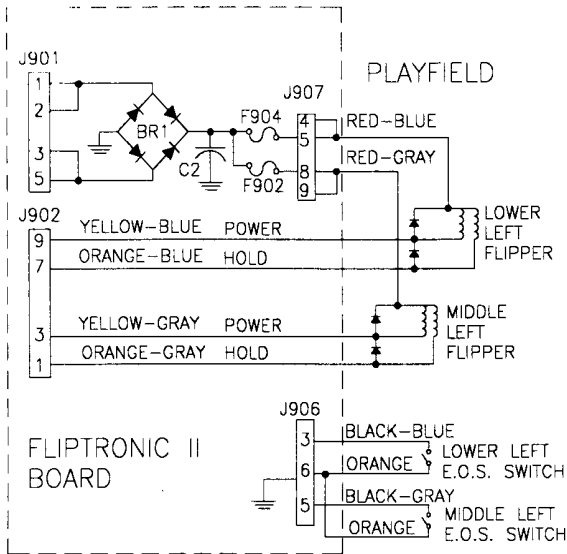 J901
1
2
3
5
BR1
C2
F904
F902
J907
4
5
8
9
PLAYFIELD
RED-BLUE
RED-GRAY
J902
9
7
3
1
YELLOW-BLUE POWER
ORANGE-BLUE HOLD
YELLOW-GRAY POWER
ORANGE-GRAY HOLD
LOWER
LEFT
FLIPPER
MIDDLE
LEFT
FLIPPER
J906
3
6
5
BLACK-BLUE
ORANGE
BLACK-GRAY
ORANGE
LOWER LEFT
E.O.S. SWITCH
MIDDLE LEFT
E.O.S. SWITCH
FLIPTRONIC II
BOARD